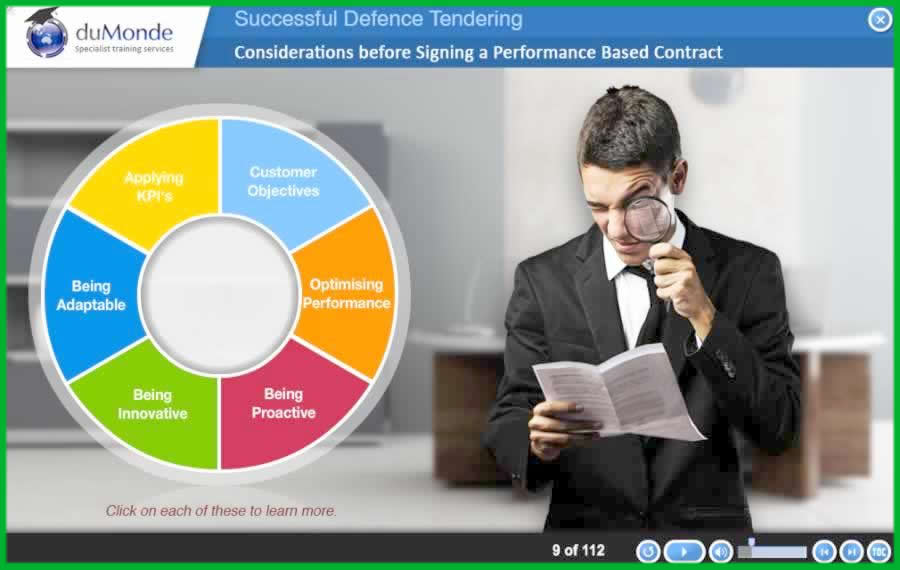 duMonde
Specialist training services
Successful Defence Tendering
Considerations before Signing a Performance Based Contract
Applying
KPI's
Customer
Objectives
Being
Adaptable
Optimising
Performance
Being
Innovative
Being
Proactive
Click on each of these to learn more.
9 of 112
TOC